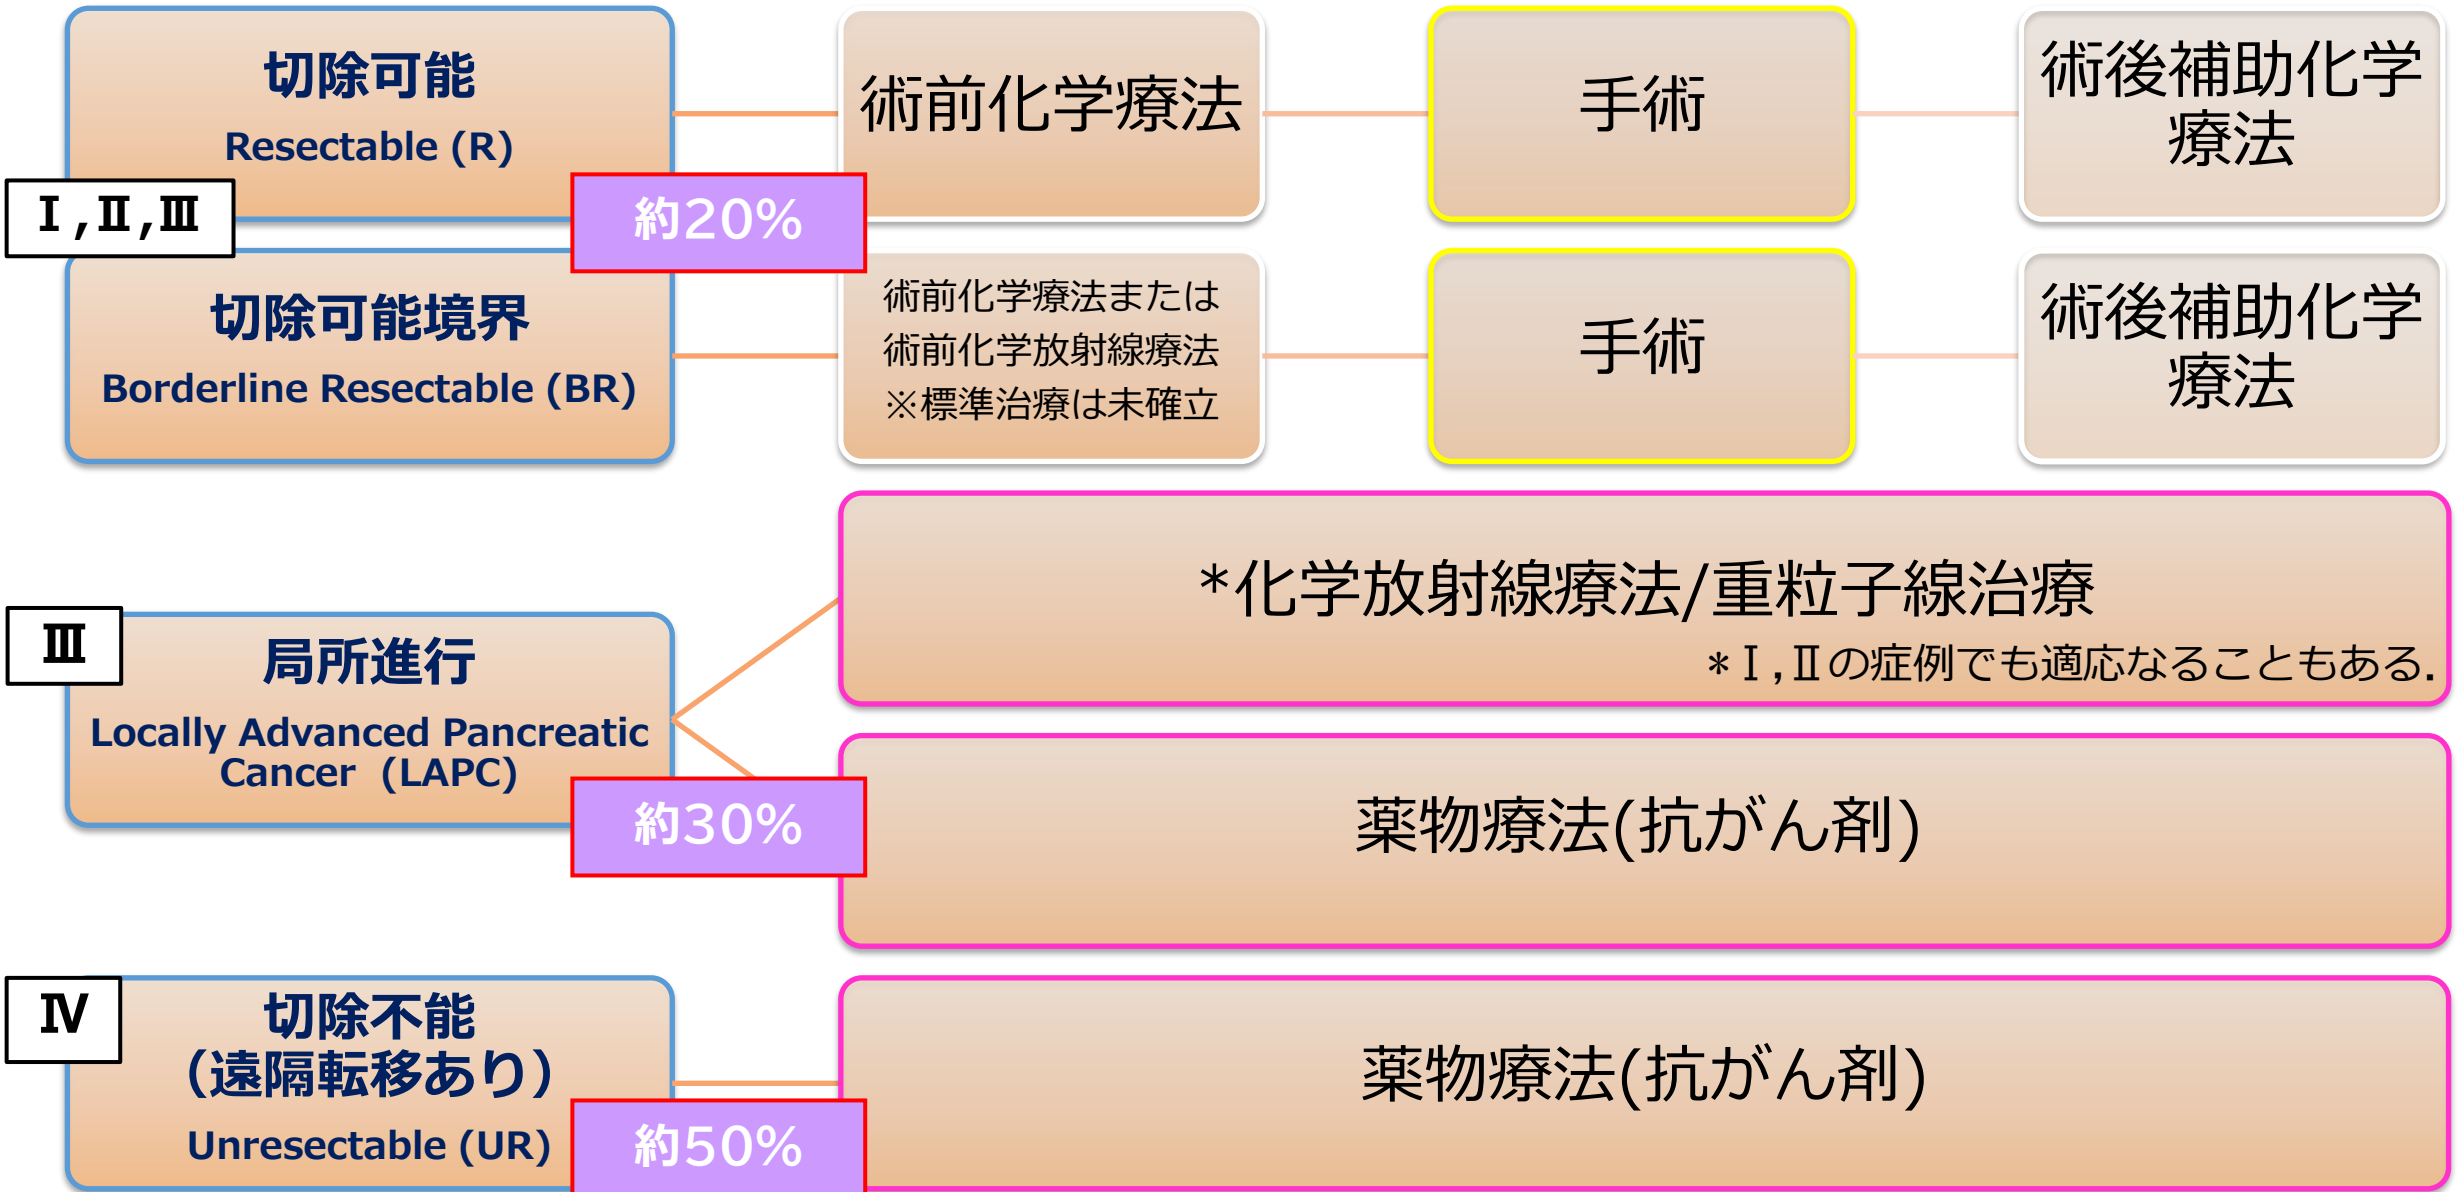 切除可能
Resectable (R)
術前化学療法
手術
術後補助化学
療法
Ⅰ,Ⅱ,Ⅲ
約20%
切除可能境界
Borderline Resectable (BR)
術前化学療法または
術前化学放射線療法
※標準治療は未確立
手術
術後補助化学
療法
Ⅲ
局所進行
Locally Advanced Pancreatic
Cancer (LAPC)
約30%
*化学放射線療法/重粒子線治療
*Ⅰ,Ⅱの症例でも適応なることもある.
薬物療法(抗がん剤)
Ⅳ
切除不能
（遠隔転移あり）
Unresectable (UR)
約50%
薬物療法(抗がん剤)